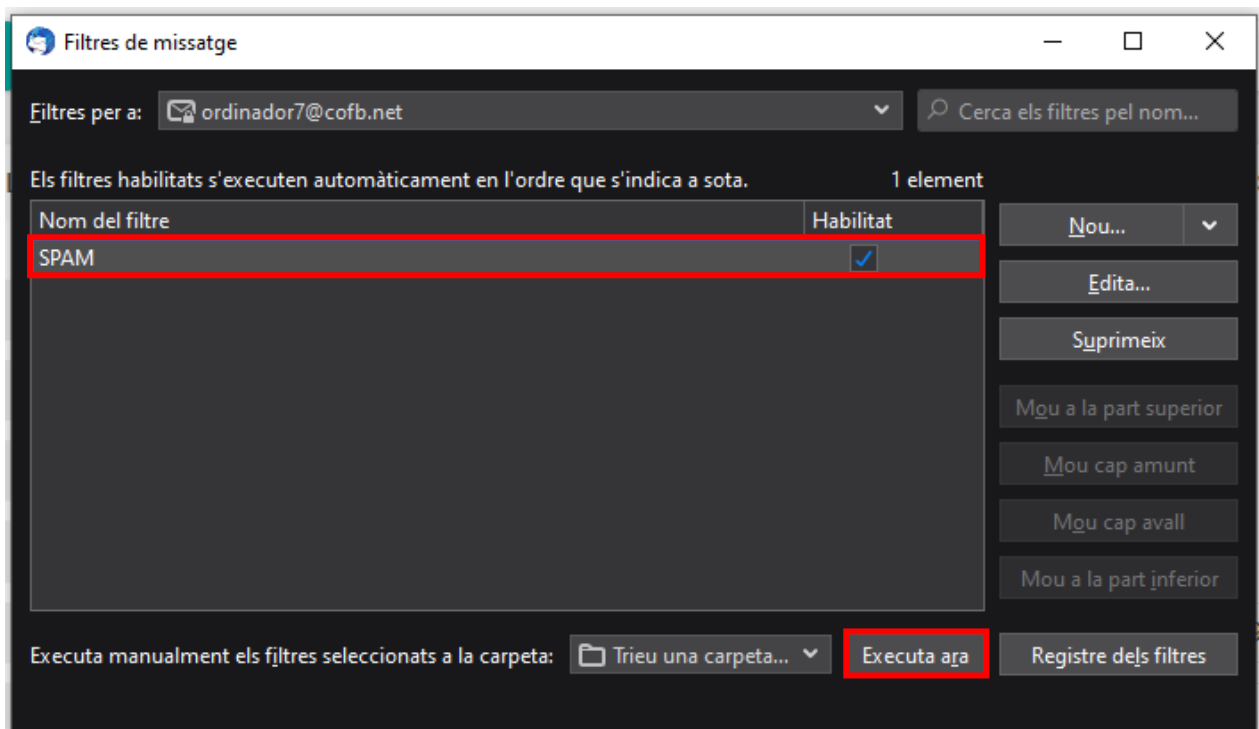 Filtres de missatge
Filtres per a: ordinador7@cofb.net
Cerca els filtres pel nom...
Els filtres habilitats s'executen automàticament en l'ordre que s'indica a sota. 1 element
Nom del filtre Habilitat
SPAM
Nou...
Edita...
Suprimeix
Mou a la part superior
Mou cap amunt
Mou cap avall
Mou a la part inferior
Executa manualment els filtres seleccionats a la carpeta: Trieu una carpeta... Executa ara Registre dels filtres